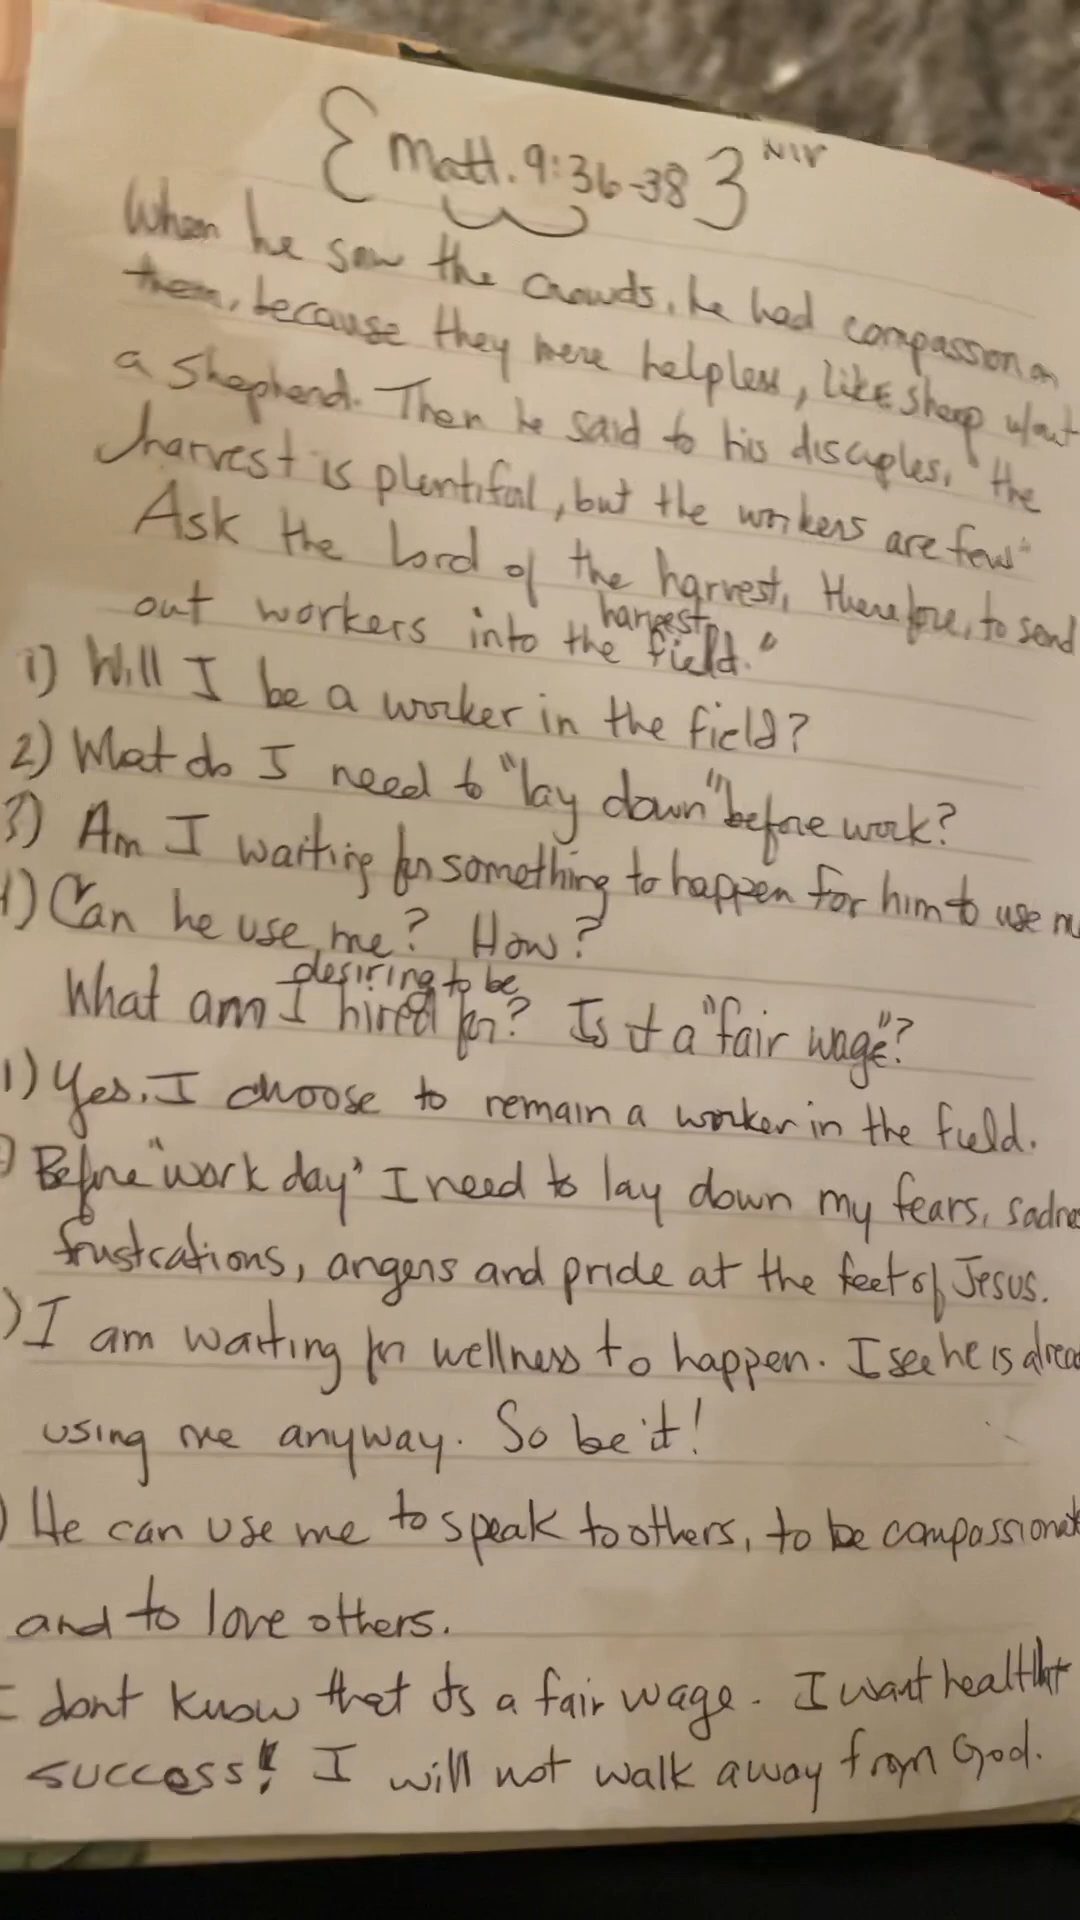 { Matt. 9:36-38 } NIV
When he saw the crowds, he had compassion on
them, because they were helpless, like sheep w/out
a shepherd. Then he said to his disciples, "the
harvest is plentiful, but the workers are few"
Ask the Lord of the harvest, therefore, to send
harvest
out workers into the field."
1) Will I be a worker in the field?
2) What do I need to "lay down" before work?
3) Am I waiting for something to happen for him to use
) Can he use me? How?
desiring to be
What am I hired for? Is it a "fair wage"?
1) Yes, I choose to remain a worker in the field.
) Before "work day" I need to lay down my fears,
frustrations, angers and pride at the feet of Jesus.
) I am waiting for wellness to happen. I see he is
using me anyway. So be it!
) He can use me to speak to others, to be
and to love others.
dont know that its a fair wage. I want health
success! I will not walk away from God.